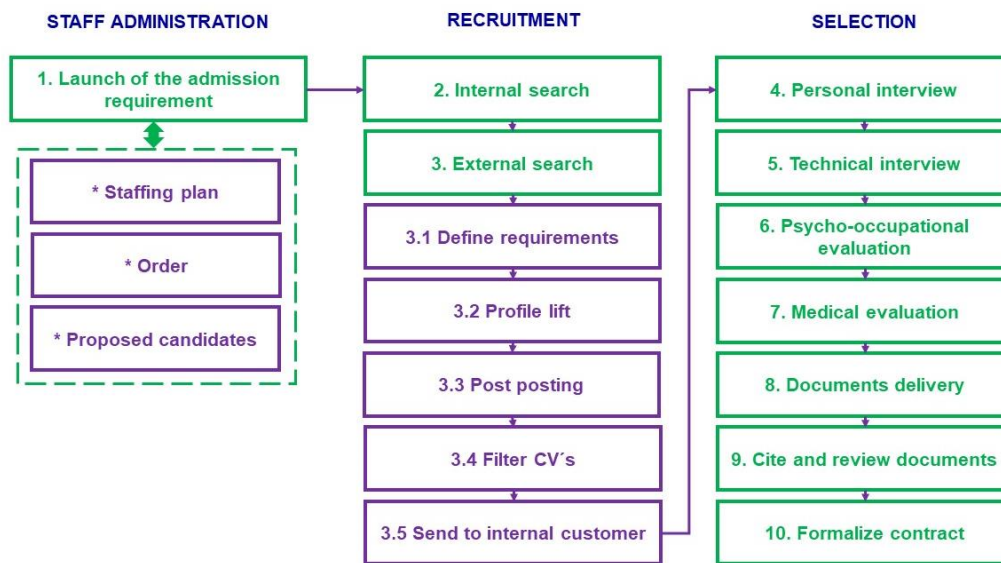 STAFF ADMINISTRATION
1. Launch of the admission
requirement
* Staffing plan
* Order
* Proposed candidates
RECRUITMENT
2. Internal search
3. External search
3.1 Define requirements
3.2 Profile lift
3.3 Post posting
3.4 Filter CV´s
3.5 Send to internal customer
SELECTION
4. Personal interview
5. Technical interview
6. Psycho-occupational
evaluation
7. Medical evaluation
8. Documents delivery
9. Cite and review documents
10. Formalize contract